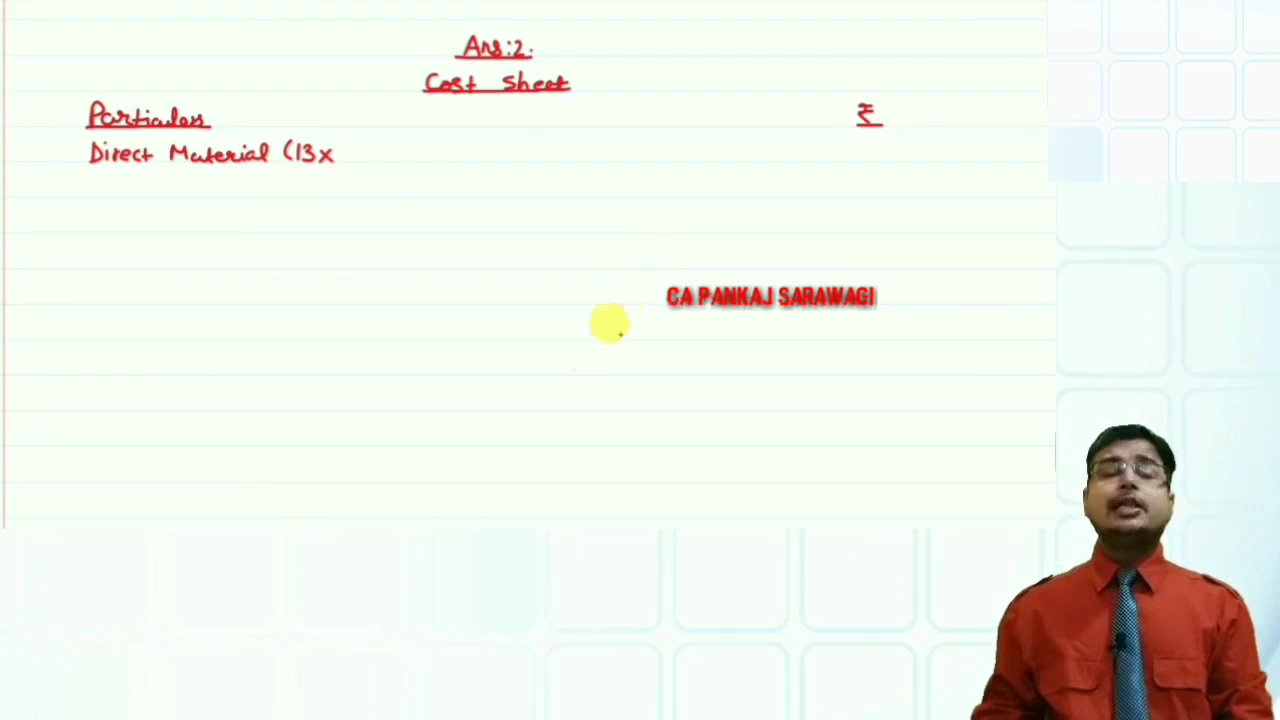 Ans:2.
Cost Sheet
Particulars ₹
Direct Material (13x
CA PANKAJ SARAWAGI